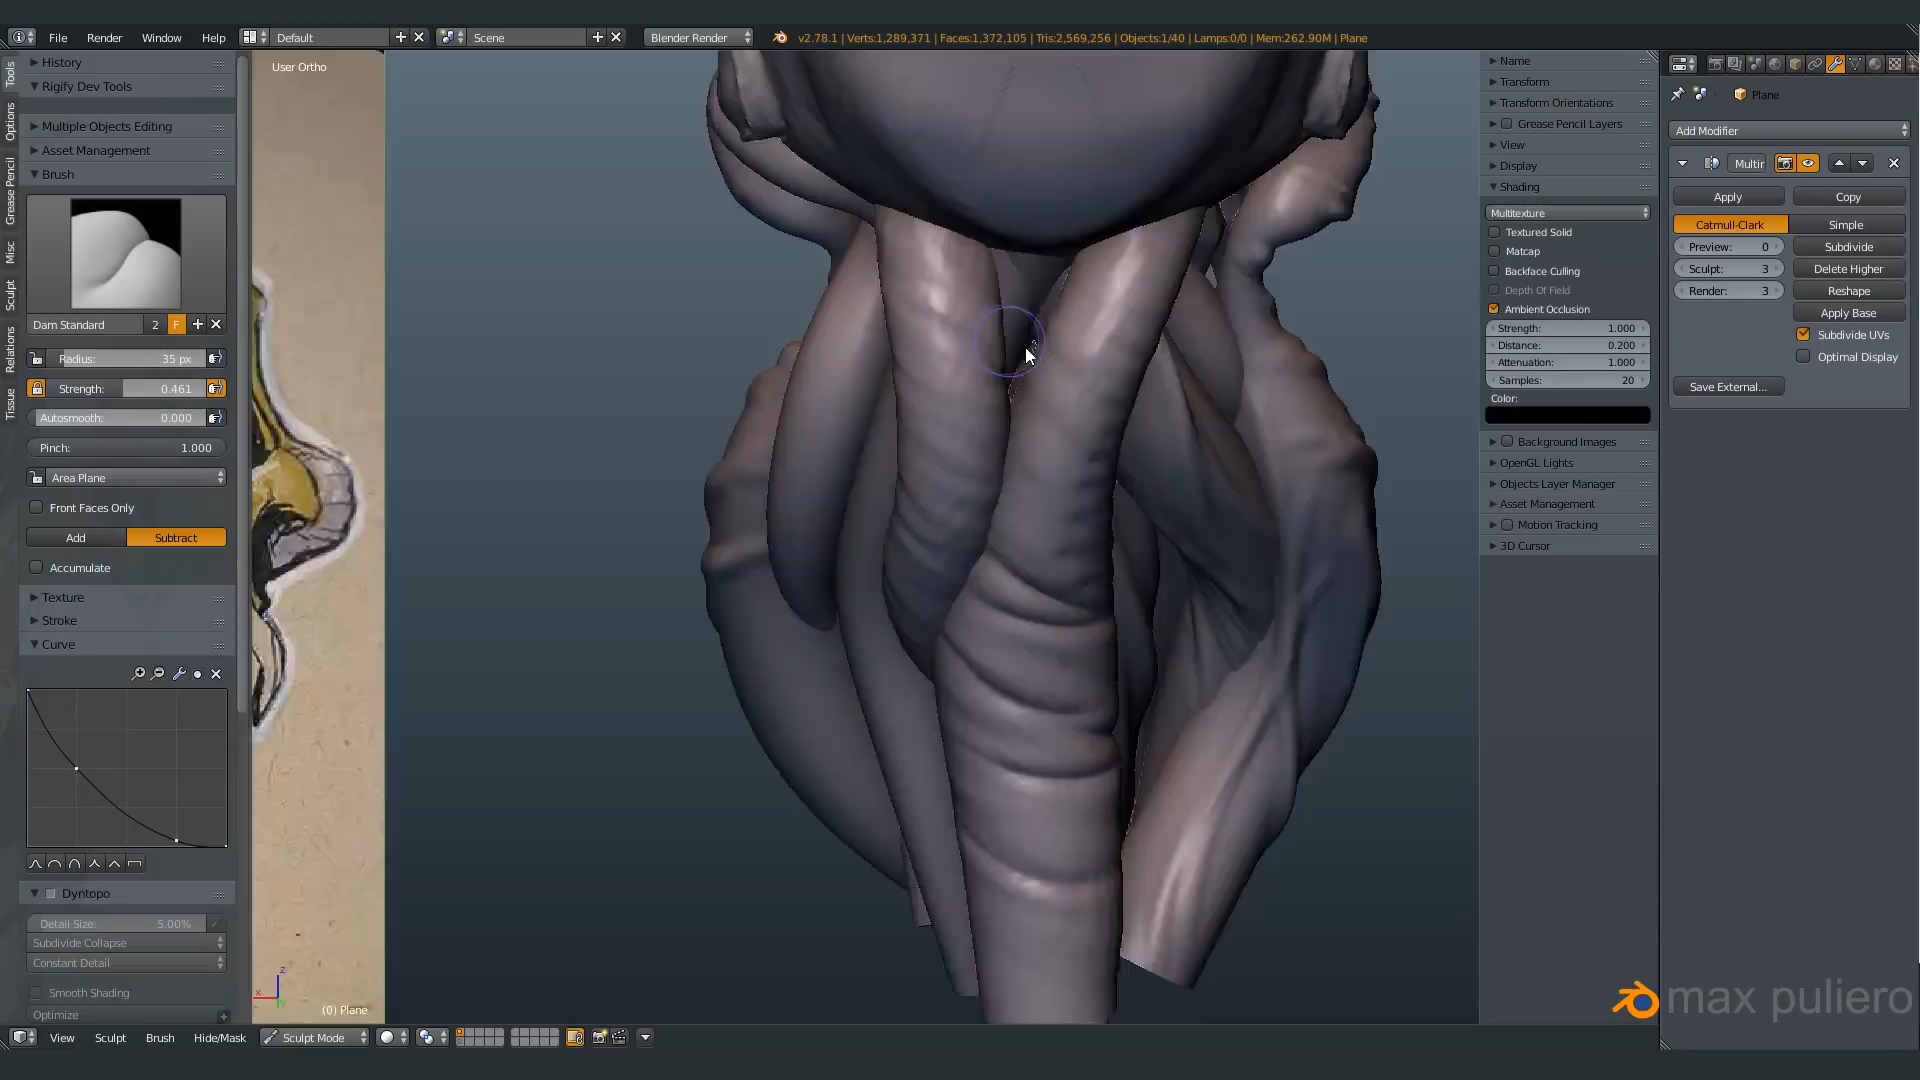 File Render Window Help Default Scene Blender Render v2.78.1 | Verts:1,289,371 | Faces:1,372,105 | Tris:2,569,256 | Objects:1/40 | Lamps:0/0 | Mem:262.90M | Plane
Tools
Options
Grease Pencil
Misc
Sculpt
Relations
Tissue
History
Rigify Dev Tools
Multiple Objects Editing
Asset Management
Brush
Dam Standard 2 F
Radius: 35 px
Strength: 0.461
Autosmooth: 0.000
Pinch: 1.000
Area Plane
Front Faces Only
Add Subtract
Accumulate
Texture
Stroke
Curve
Dyntopo
Detail Size: 5.00%
Subdivide Collapse
Constant Detail
Smooth Shading
Optimize
User Ortho
z
x
y
(0) Plane
Name
Transform
Transform Orientations
Grease Pencil Layers
View
Display
Shading
Multitexture
Textured Solid
Matcap
Backface Culling
Depth Of Field
Ambient Occlusion
Strength: 1.000
Distance: 0.200
Attenuation: 1.000
Samples: 20
Color:
Background Images
OpenGL Lights
Objects Layer Manager
Asset Management
Motion Tracking
3D Cursor
Plane
Add Modifier
Multir
Apply Copy
Catmull-Clark Simple
Preview: 0 Subdivide
Sculpt: 3 Delete Higher
Render: 3 Reshape
Apply Base
Subdivide UVs
Optimal Display
Save External...
max puliero
View Sculpt Brush Hide/Mask Sculpt Mode